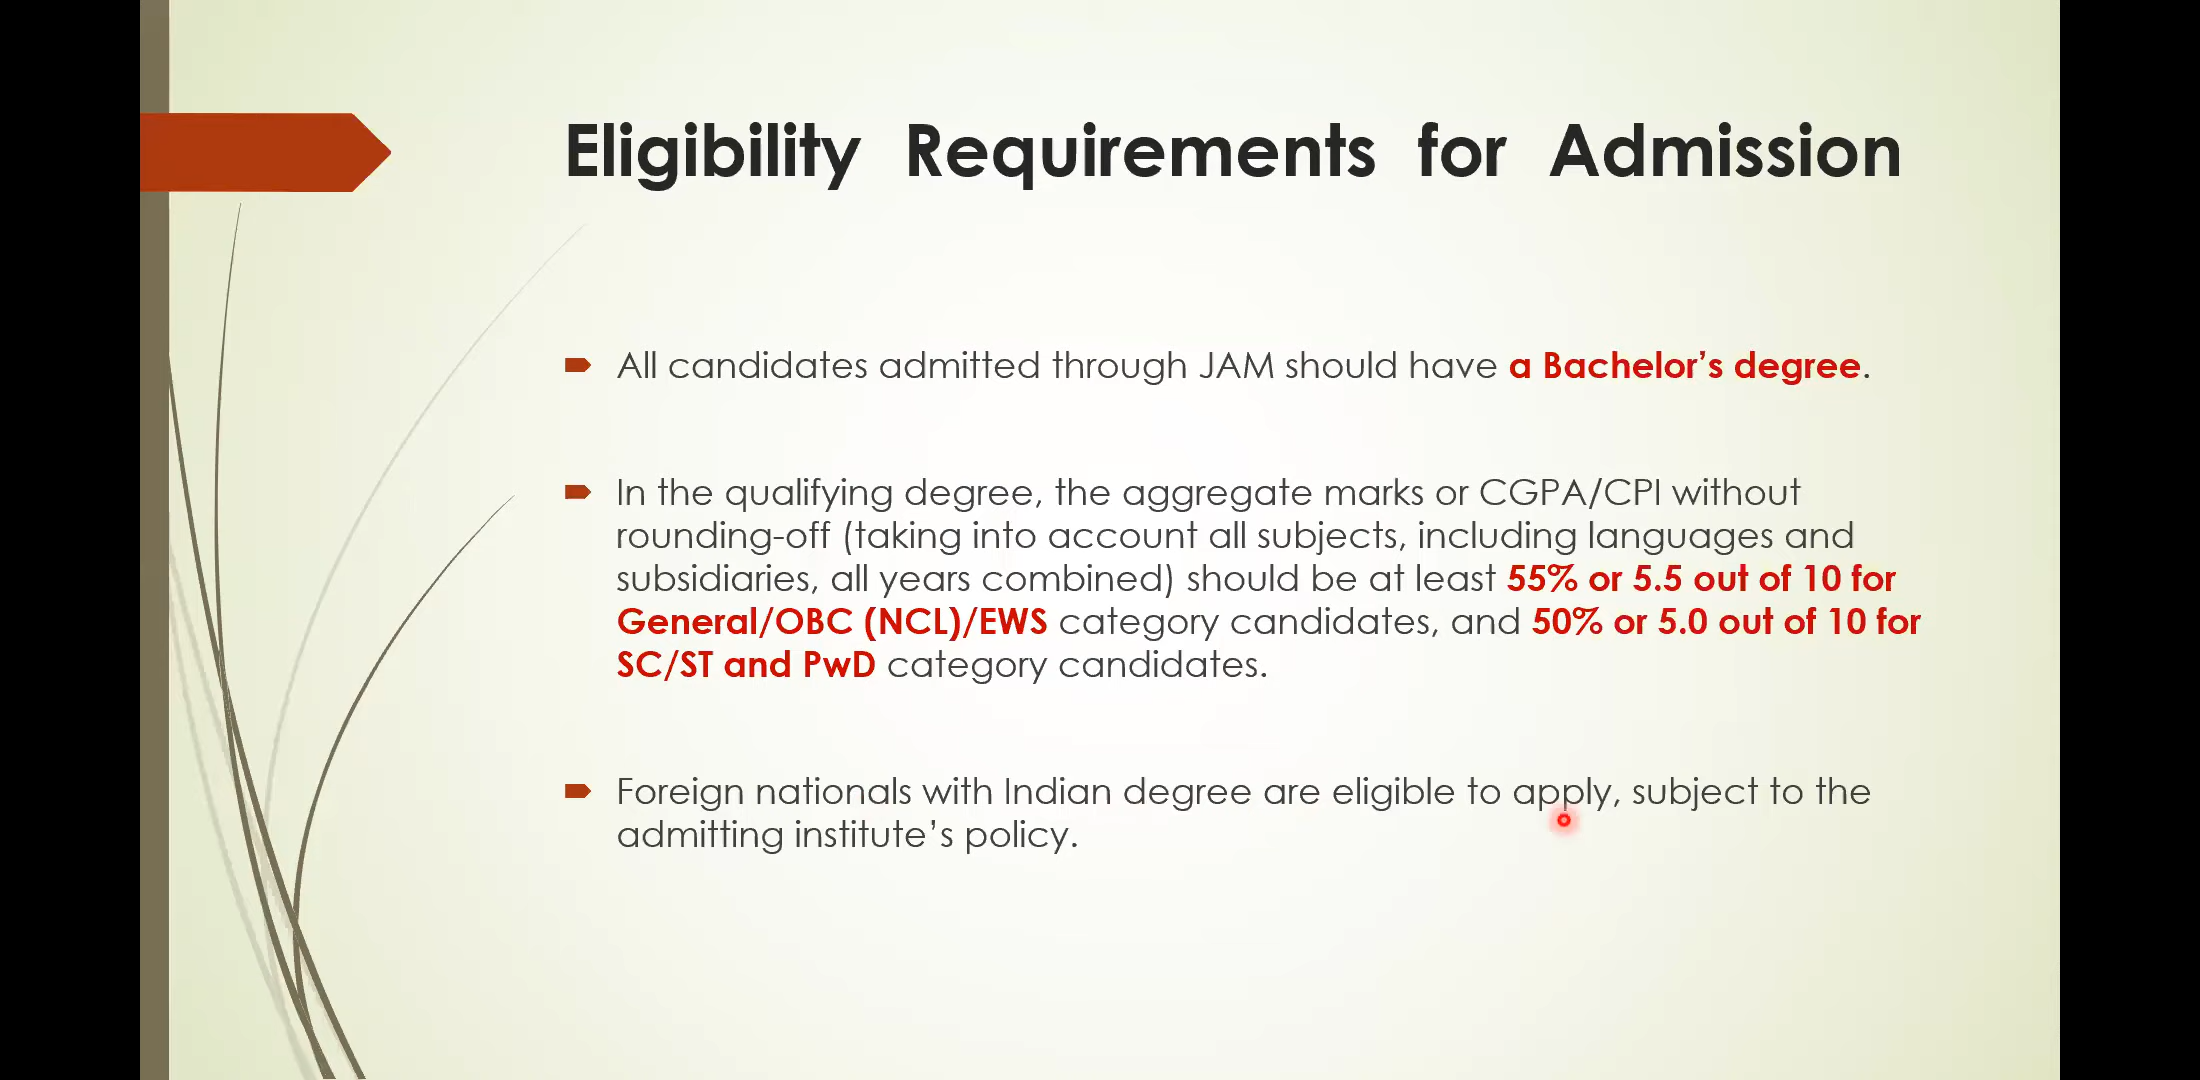 Eligibility Requirements for Admission
All candidates admitted through JAM should have a Bachelor’s degree.
In the qualifying degree, the aggregate marks or CGPA/CPI without
rounding-off (taking into account all subjects, including languages and
subsidiaries, all years combined) should be at least 55% or 5.5 out of 10 for
General/OBC (NCL)/EWS category candidates, and 50% or 5.0 out of 10 for
SC/ST and PwD category candidates.
Foreign nationals with Indian degree are eligible to apply, subject to the
admitting institute’s policy.